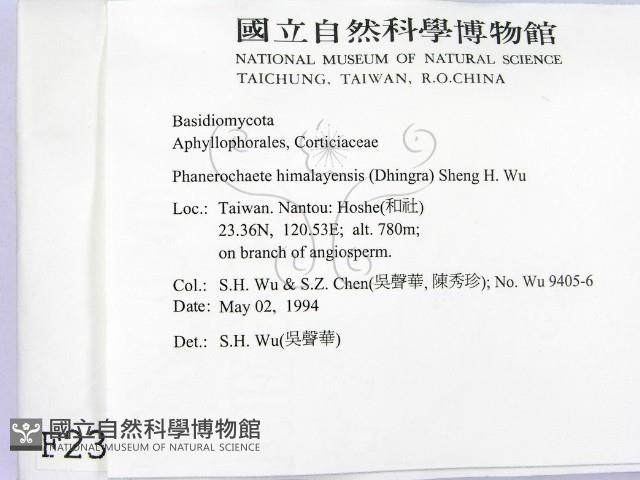 國立自然科學博物館
NATIONAL MUSEUM OF NATURAL SCIENCE
TAICHUNG, TAIWAN, R.O.CHINA
Basidiomycota
Aphyllophorales, Corticiaceae
Phanerochaete himalayensis (Dhingra) Sheng H. Wu
Loc.: Taiwan. Nantou: Hoshe(和社)
23.36N, 120.53E; alt. 780m;
on branch of angiosperm.
Col.: S.H. Wu & S.Z. Chen(吳聲華, 陳秀珍); No. Wu 9405-6
Date: May 02, 1994
Det.: S.H. Wu(吳聲華)
國立自然科學博物館
NATIONAL MUSEUM OF NATURAL SCIENCE
F23